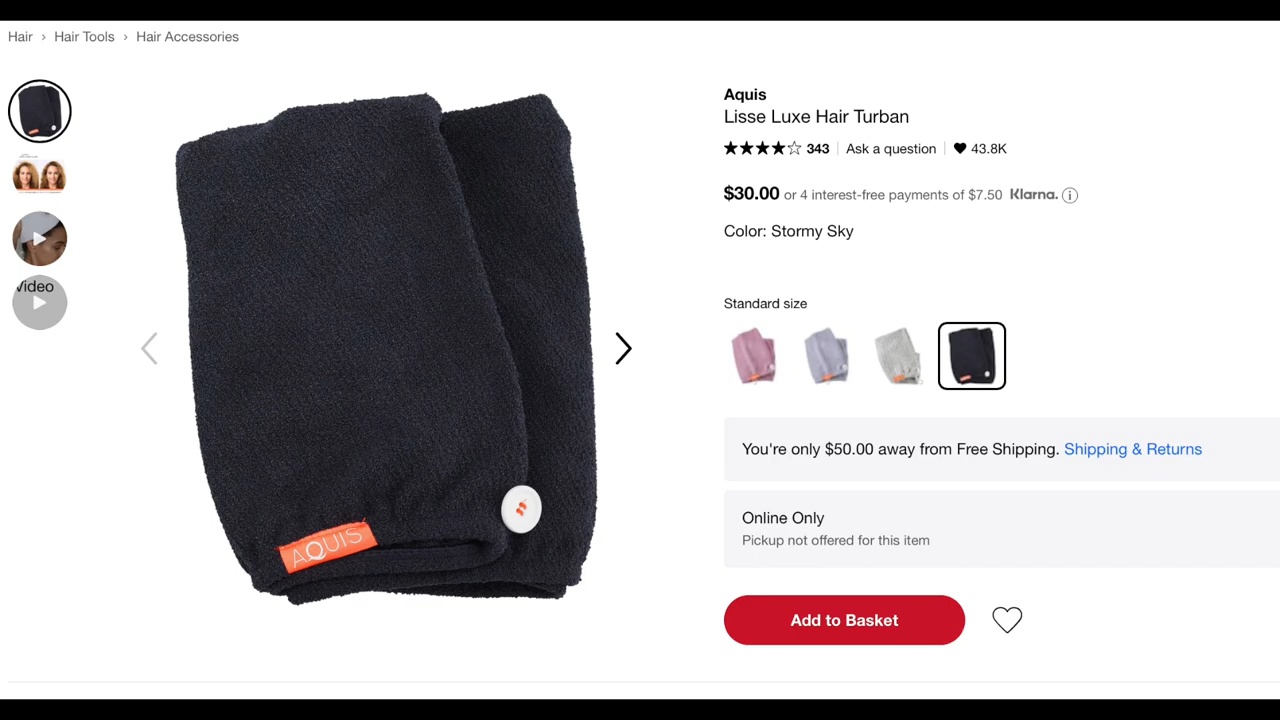 Hair › Hair Tools › Hair Accessories
Video
AQUIS
Aquis
Lisse Luxe Hair Turban
343 Ask a question 43.8K
$30.00 or 4 interest-free payments of $7.50 Klarna.
Color: Stormy Sky
Standard size
You're only $50.00 away from Free Shipping. Shipping & Returns
Online Only
Pickup not offered for this item
Add to Basket